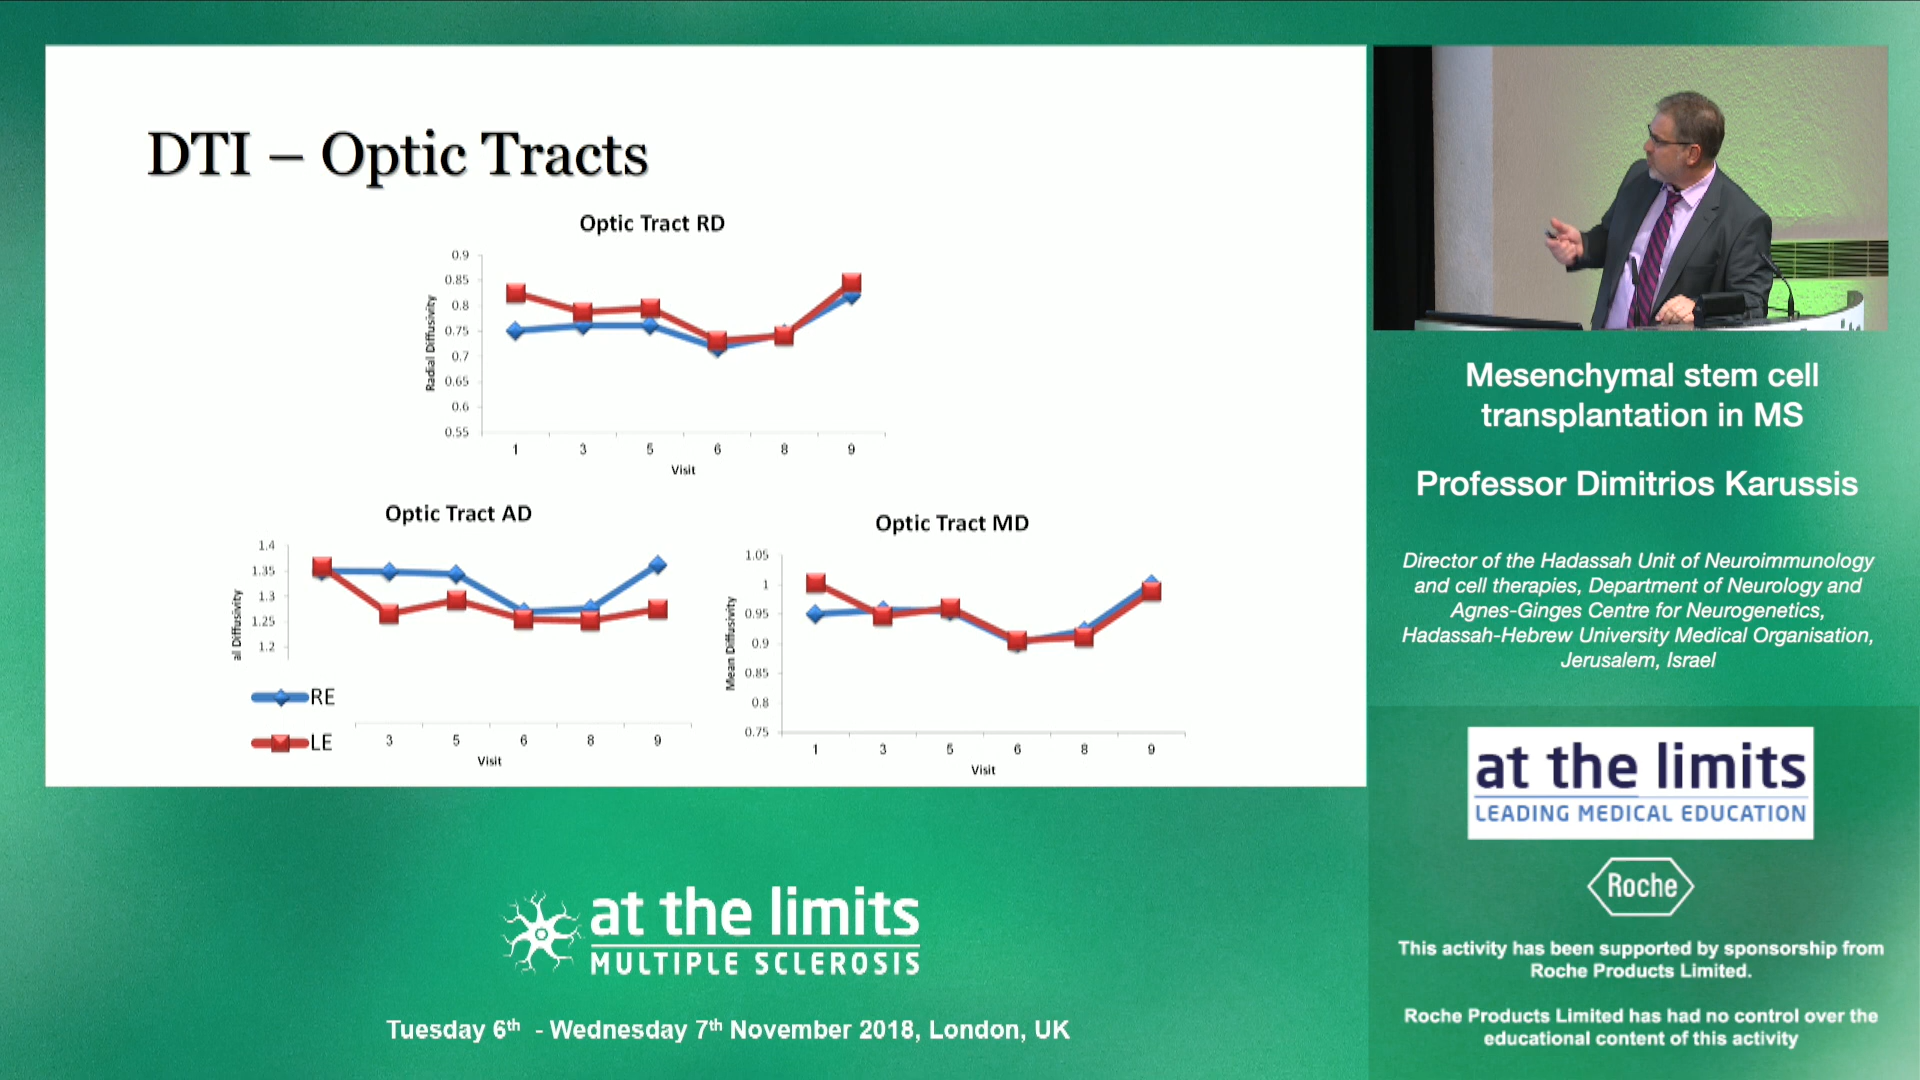 DTI – Optic Tracts
Optic Tract RD
0.9
0.85
0.8
0.75
0.7
0.65
0.6
0.55
Radial Diffusivity
1 3 5 6 8 9
Visit
Optic Tract AD
1.4
1.35
1.3
1.25
1.2
al Diffusivity
RE
LE
3 5 6 8 9
Visit
Optic Tract MD
1.05
1
0.95
0.9
0.85
0.8
0.75
Mean Diffusivity
1 3 5 6 8 9
Visit
Mesenchymal stem cell
transplantation in MS
Professor Dimitrios Karussis
Director of the Hadassah Unit of Neuroimmunology
and cell therapies, Department of Neurology and
Agnes-Ginges Centre for Neurogenetics,
Hadassah-Hebrew University Medical Organisation,
Jerusalem, Israel
at the limits
LEADING MEDICAL EDUCATION
Roche
This activity has been supported by sponsorship from
Roche Products Limited.
Roche Products Limited has had no control over the
educational content of this activity
at the limits
MULTIPLE SCLEROSIS
Tuesday 6th - Wednesday 7th November 2018, London, UK